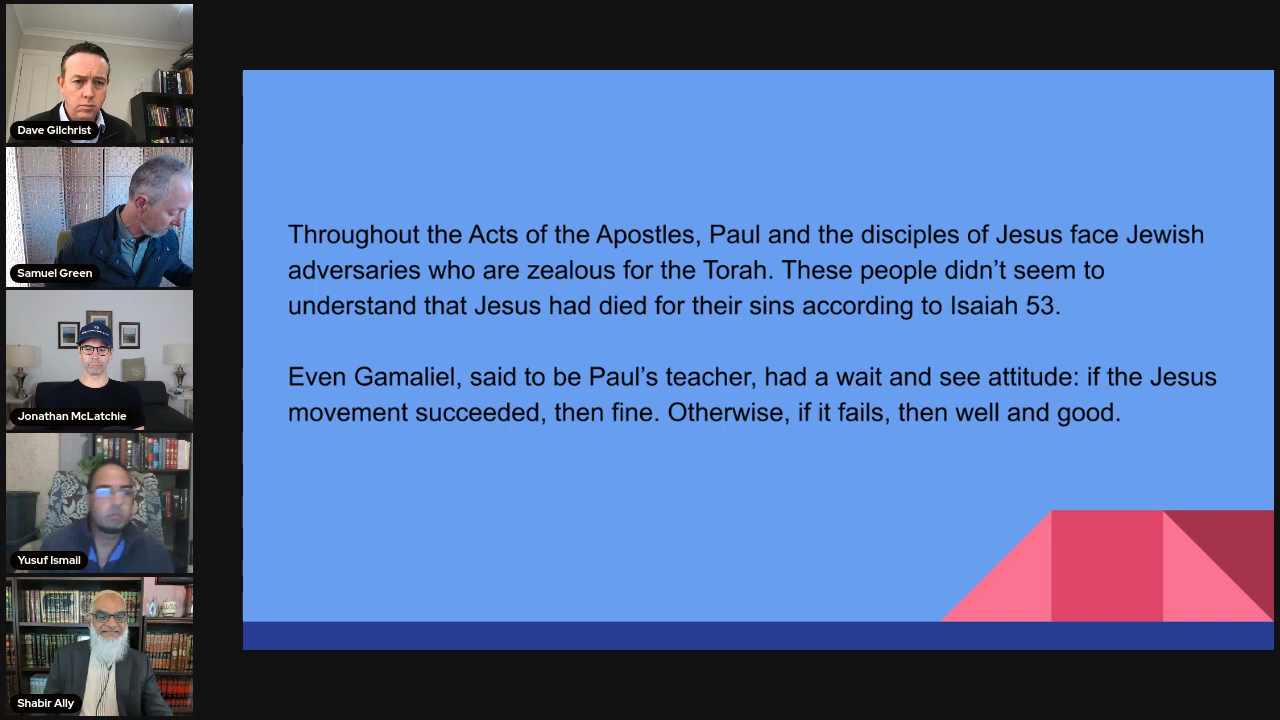 Dave Gilchrist
Samuel Green
Jonathan McLatchie
Yusuf Ismail
Shabir Ally
Throughout the Acts of the Apostles, Paul and the disciples of Jesus face Jewish
adversaries who are zealous for the Torah. These people didn’t seem to
understand that Jesus had died for their sins according to Isaiah 53.
Even Gamaliel, said to be Paul’s teacher, had a wait and see attitude: if the Jesus
movement succeeded, then fine. Otherwise, if it fails, then well and good.